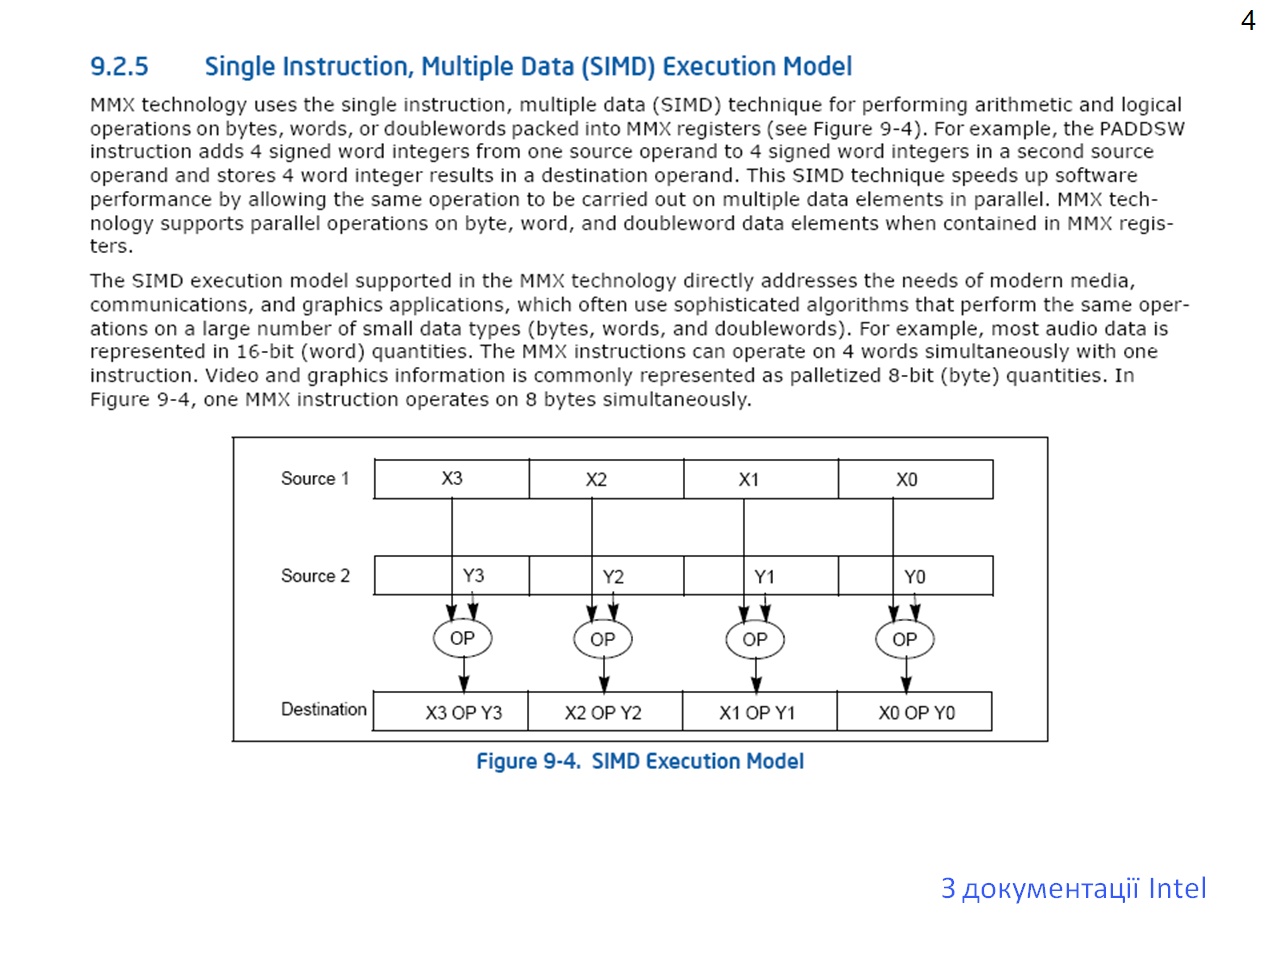 4
9.2.5 Single Instruction, Multiple Data (SIMD) Execution Model
MMX technology uses the single instruction, multiple data (SIMD) technique for performing arithmetic and logical
operations on bytes, words, or doublewords packed into MMX registers (see Figure 9-4). For example, the PADDSW
instruction adds 4 signed word integers from one source operand to 4 signed word integers in a second source
operand and stores 4 word integer results in a destination operand. This SIMD technique speeds up software
performance by allowing the same operation to be carried out on multiple data elements in parallel. MMX tech-
nology supports parallel operations on byte, word, and doubleword data elements when contained in MMX regis-
ters.
The SIMD execution model supported in the MMX technology directly addresses the needs of modern media,
communications, and graphics applications, which often use sophisticated algorithms that perform the same oper-
ations on a large number of small data types (bytes, words, and doublewords). For example, most audio data is
represented in 16-bit (word) quantities. The MMX instructions can operate on 4 words simultaneously with one
instruction. Video and graphics information is commonly represented as palletized 8-bit (byte) quantities. In
Figure 9-4, one MMX instruction operates on 8 bytes simultaneously.
Source 1 X3 X2 X1 X0
Source 2 Y3 Y2 Y1 Y0
OP OP OP OP
Destination X3 OP Y3 X2 OP Y2 X1 OP Y1 X0 OP Y0
Figure 9-4. SIMD Execution Model
З документації Intel